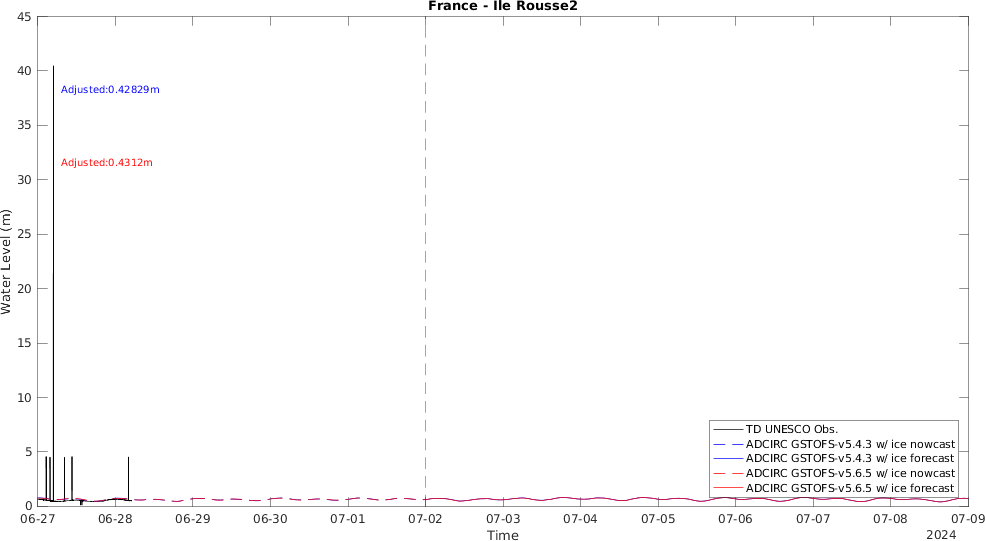 France - Ile Rousse2
Water Level (m)
45
40
35
30
25
20
15
10
5
0
Adjusted:0.42829m
Adjusted:0.4312m
TD UNESCO Obs.
ADCIRC GSTOFS-v5.4.3 w/ ice nowcast
ADCIRC GSTOFS-v5.4.3 w/ ice forecast
ADCIRC GSTOFS-v5.6.5 w/ ice nowcast
ADCIRC GSTOFS-v5.6.5 w/ ice forecast
06-27 06-28 06-29 06-30 07-01 07-02 07-03 07-04 07-05 07-06 07-07 07-08 07-09
Time
2024